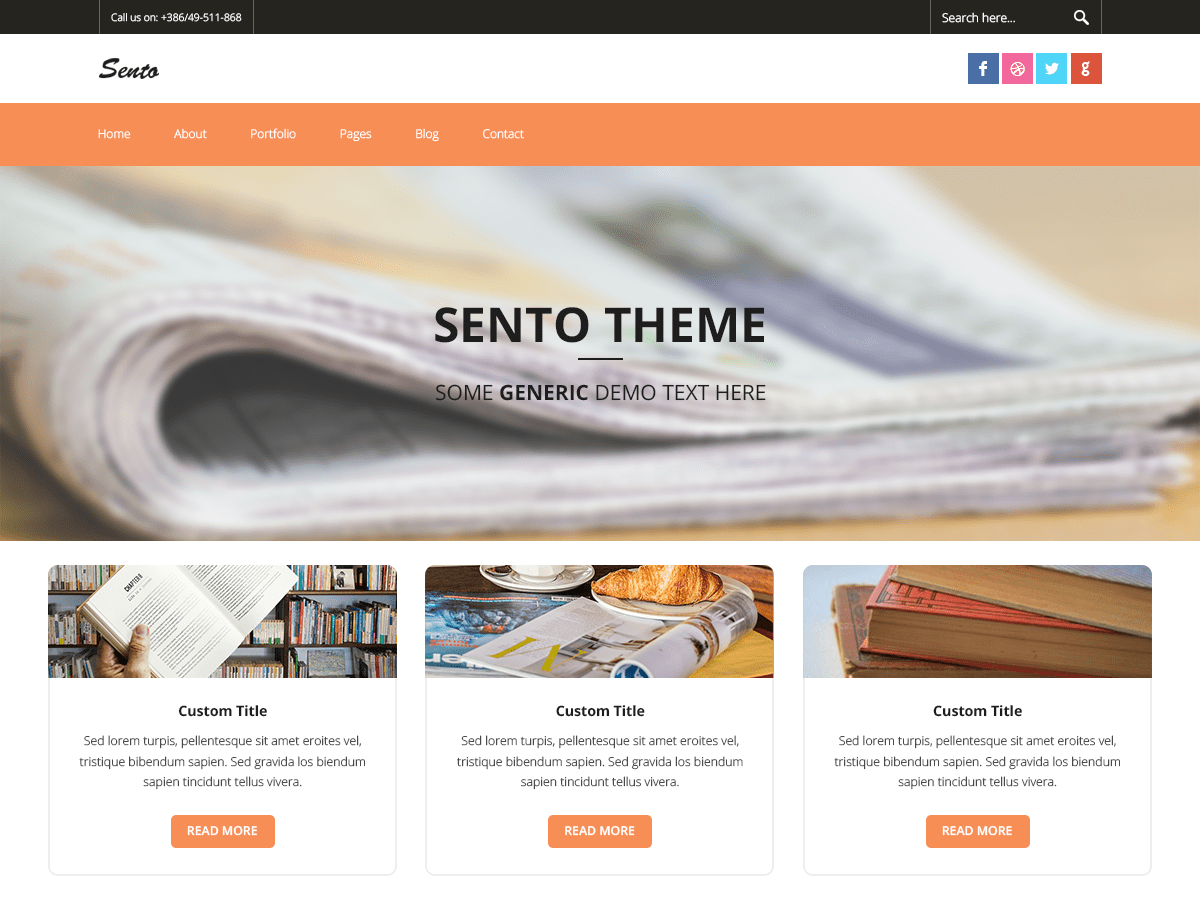 Call us on: +386/49-511-868
Search here...
Sento
Home About Portfolio Pages Blog Contact
SENTO THEME
SOME GENERIC DEMO TEXT HERE
CHAPTER
Custom Title
Sed lorem turpis, pellentesque sit amet eroites vel,
tristique bibendum sapien. Sed gravida los biendum
sapien tincidunt tellus vivera.
READ MORE
Custom Title
Sed lorem turpis, pellentesque sit amet eroites vel,
tristique bibendum sapien. Sed gravida los biendum
sapien tincidunt tellus vivera.
READ MORE
Custom Title
Sed lorem turpis, pellentesque sit amet eroites vel,
tristique bibendum sapien. Sed gravida los biendum
sapien tincidunt tellus vivera.
READ MORE